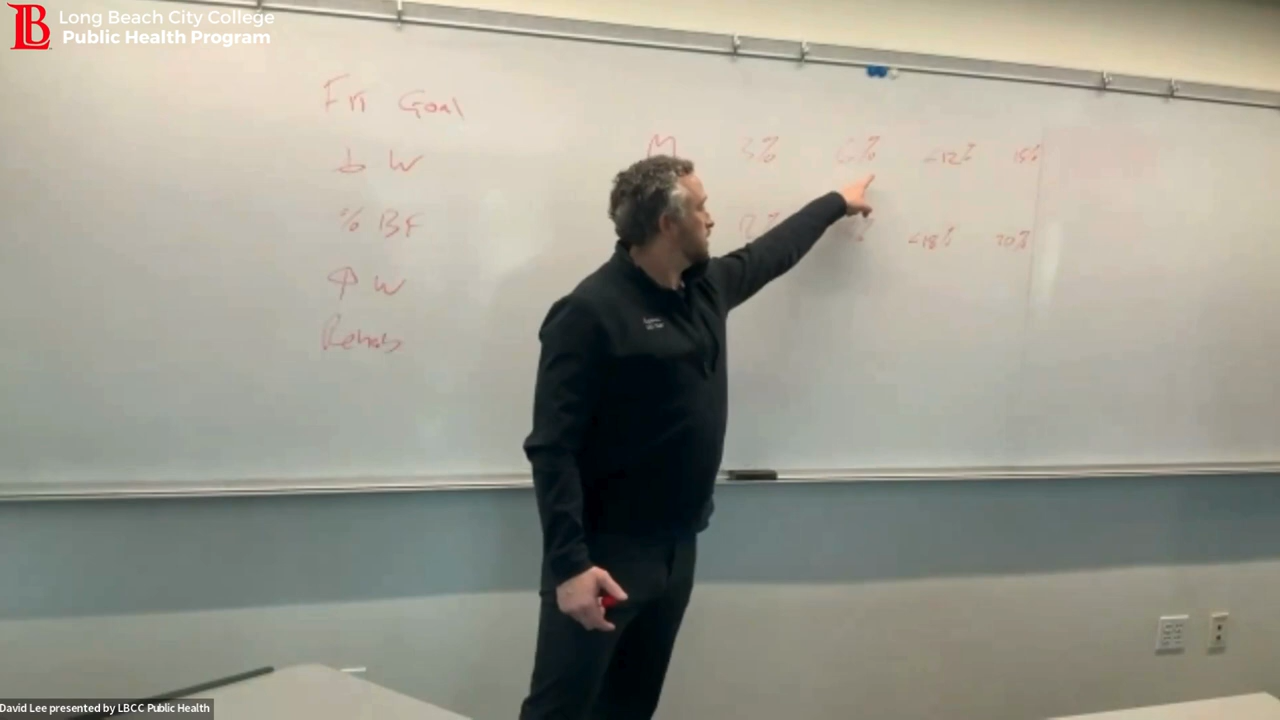 Long Beach City College
Public Health Program
Fit Goal
↓ W
% BF
↑ W
Rehab
M 3% 6% <12% 15%
12% % <18% 20%
David Lee presented by LBCC Public Health